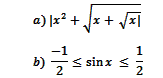 a) |x² + √(x + √|x|)
b) -1/2 ≤ sin x ≤ 1/2